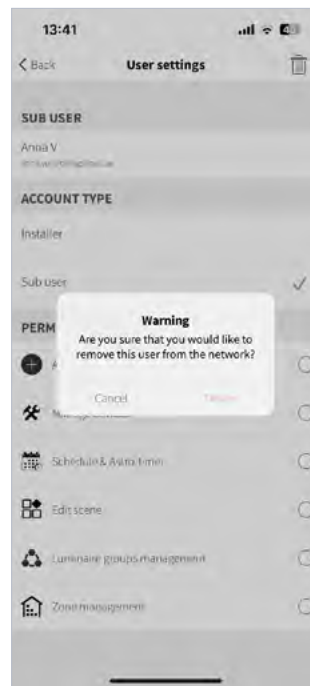 13:41
Back
User settings
SUB USER
Anna V
ACCOUNT TYPE
Installer
Sub user
Warning
Are you sure that you would like to
remove this user from the network?
PERM
Cancel
Schedule & Astro timer
Edit scene
Luminaire groups management
Zone management